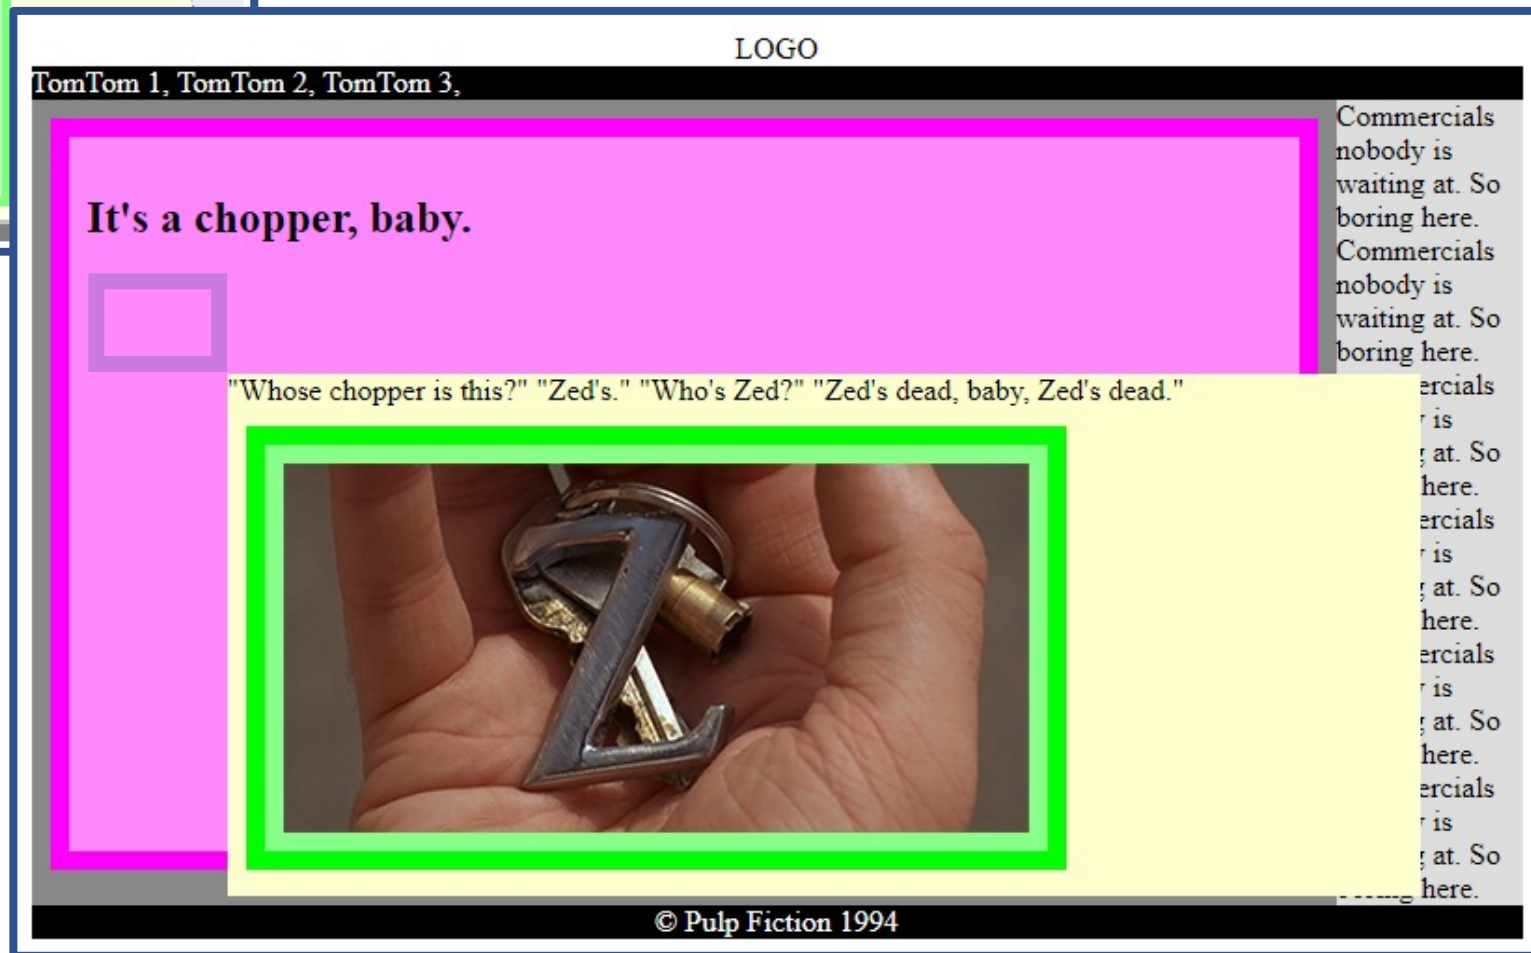 LOGO
TomTom 1, TomTom 2, TomTom 3,
It's a chopper, baby.
"Whose chopper is this?" "Zed's." "Who's Zed?" "Zed's dead, baby, Zed's dead."
Commercials
nobody is
waiting at. So
boring here.
Commercials
nobody is
waiting at. So
boring here.
ercials
is
at. So
here.
ercials
is
at. So
here.
ercials
is
at. So
here.
ercials
is
at. So
here.
© Pulp Fiction 1994